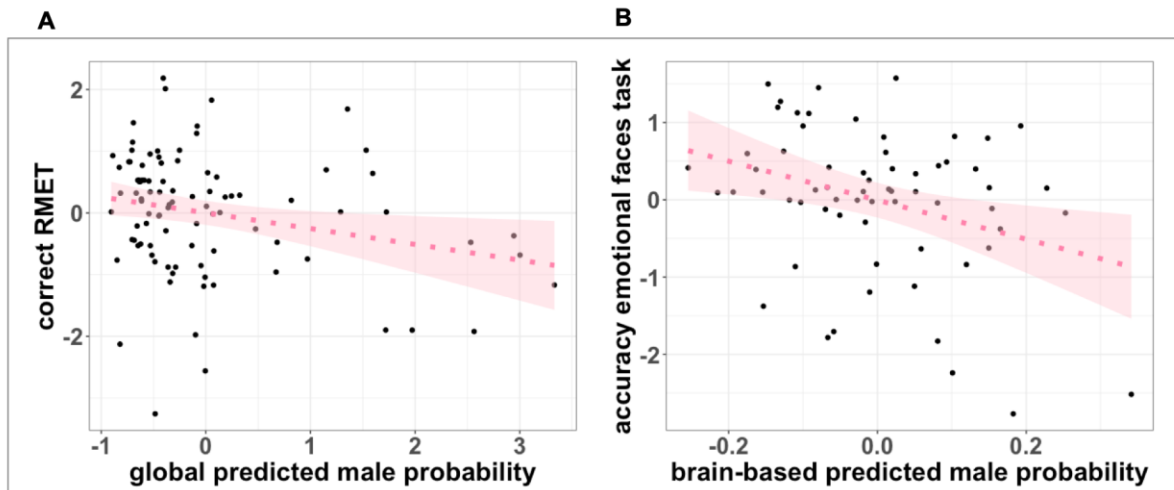 A
B
correct RMET
2
0
-2
-1
0
1
2
3
global predicted male probability
accuracy emotional faces task
1
0
-1
-2
-0.2
0.0
0.2
brain-based predicted male probability